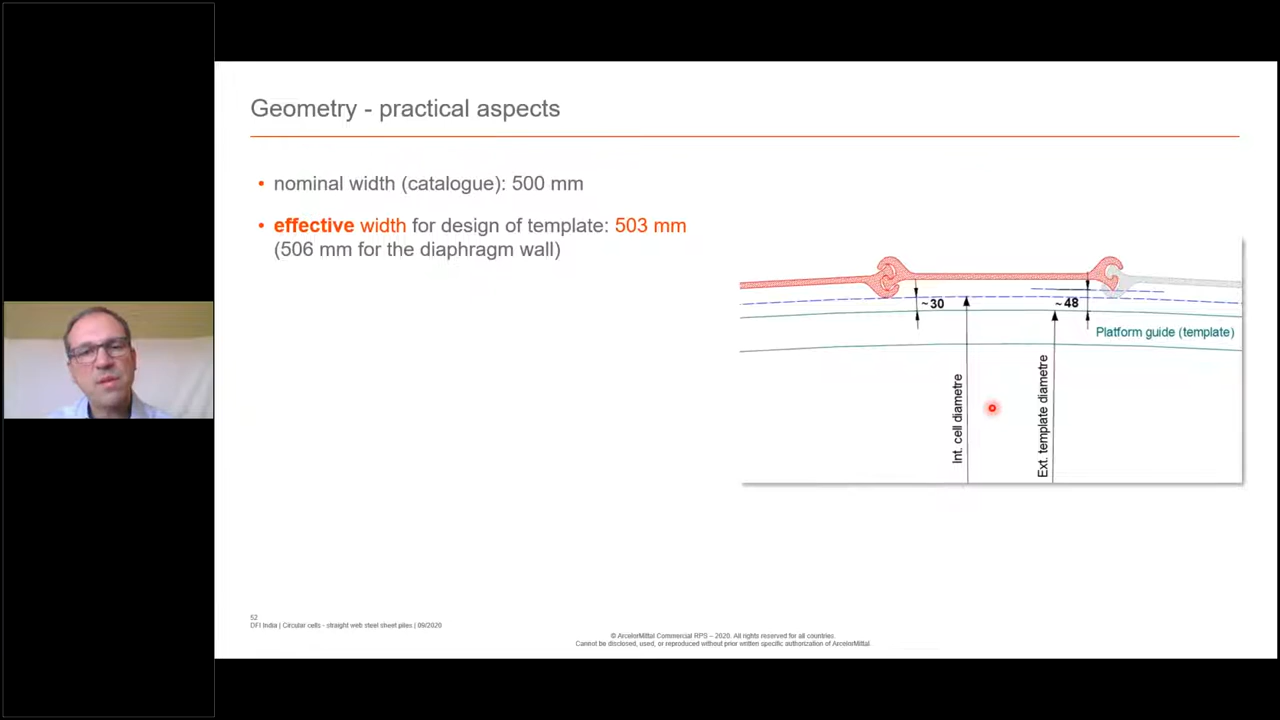 Geometry - practical aspects
• nominal width (catalogue): 500 mm
• effective width for design of template: 503 mm
(506 mm for the diaphragm wall)
~30
~48
Platform guide (template)
Int. cell diametre
Ext. template diametre
52
DFI India | Circular cells - straight web steel sheet piles | 09/2020
© ArcelorMittal Commercial RPS – 2020. All rights reserved for all countries.
Cannot be disclosed, used, or reproduced without prior written specific authorization of ArcelorMittal